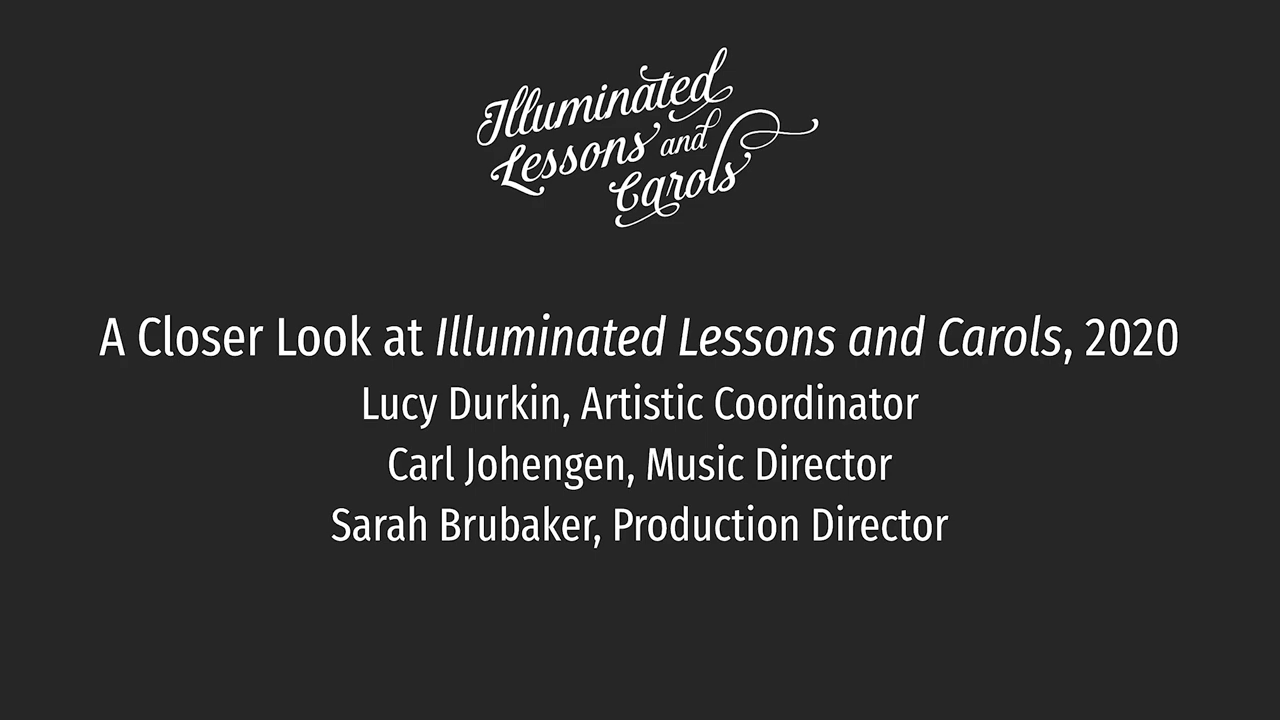 Illuminated
Lessons and
Carols
A Closer Look at Illuminated Lessons and Carols, 2020
Lucy Durkin, Artistic Coordinator
Carl Johengen, Music Director
Sarah Brubaker, Production Director